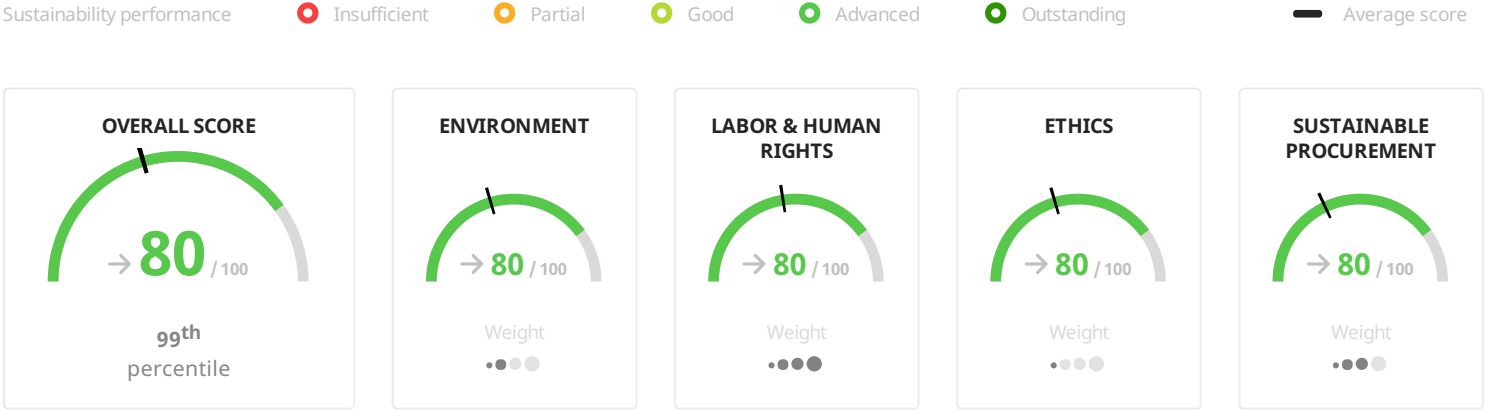 Sustainability performance Insufficient Partial Good Advanced Outstanding Average score
OVERALL SCORE
80 / 100
99th
percentile
ENVIRONMENT
80 / 100
Weight
LABOR & HUMAN
RIGHTS
80 / 100
Weight
ETHICS
80 / 100
Weight
SUSTAINABLE
PROCUREMENT
80 / 100
Weight